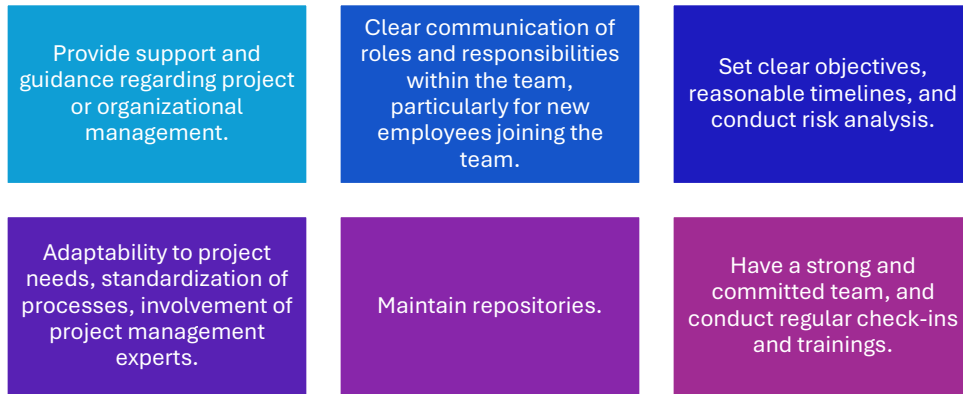 Provide support and
guidance regarding project
or organizational
management.
Clear communication of
roles and responsibilities
within the team,
particularly for new
employees joining the
team.
Set clear objectives,
reasonable timelines, and
conduct risk analysis.
Adaptability to project
needs, standardization of
processes, involvement of
project management
experts.
Maintain repositories.
Have a strong and
committed team, and
conduct regular check-ins
and trainings.